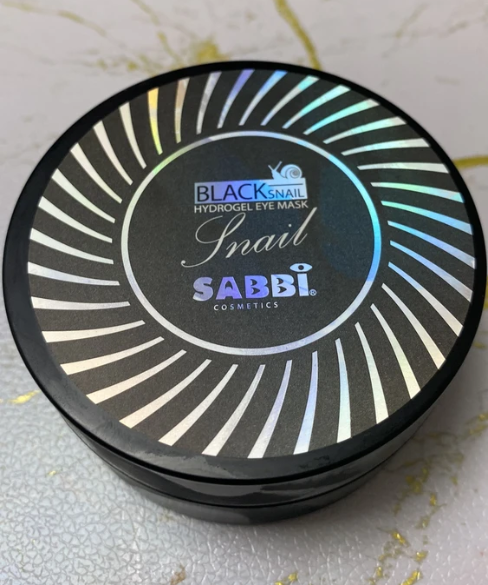 BLACK SNAIL
HYDROGEL EYE MASK
Snail
SABBi®
COSMETICS